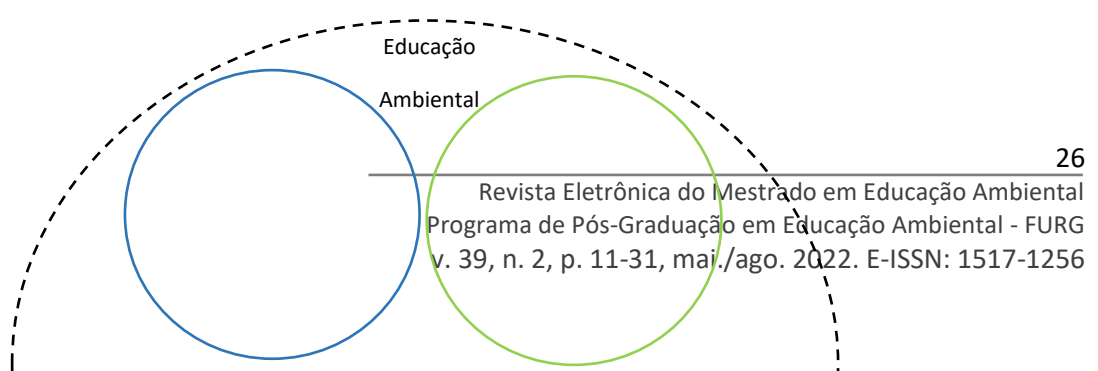 Educação
Ambiental
26
Revista Eletrônica do Mestrado em Educação Ambiental
Programa de Pós-Graduação em Educação Ambiental - FURG
v. 39, n. 2, p. 11-31, mai./ago. 2022. E-ISSN: 1517-1256